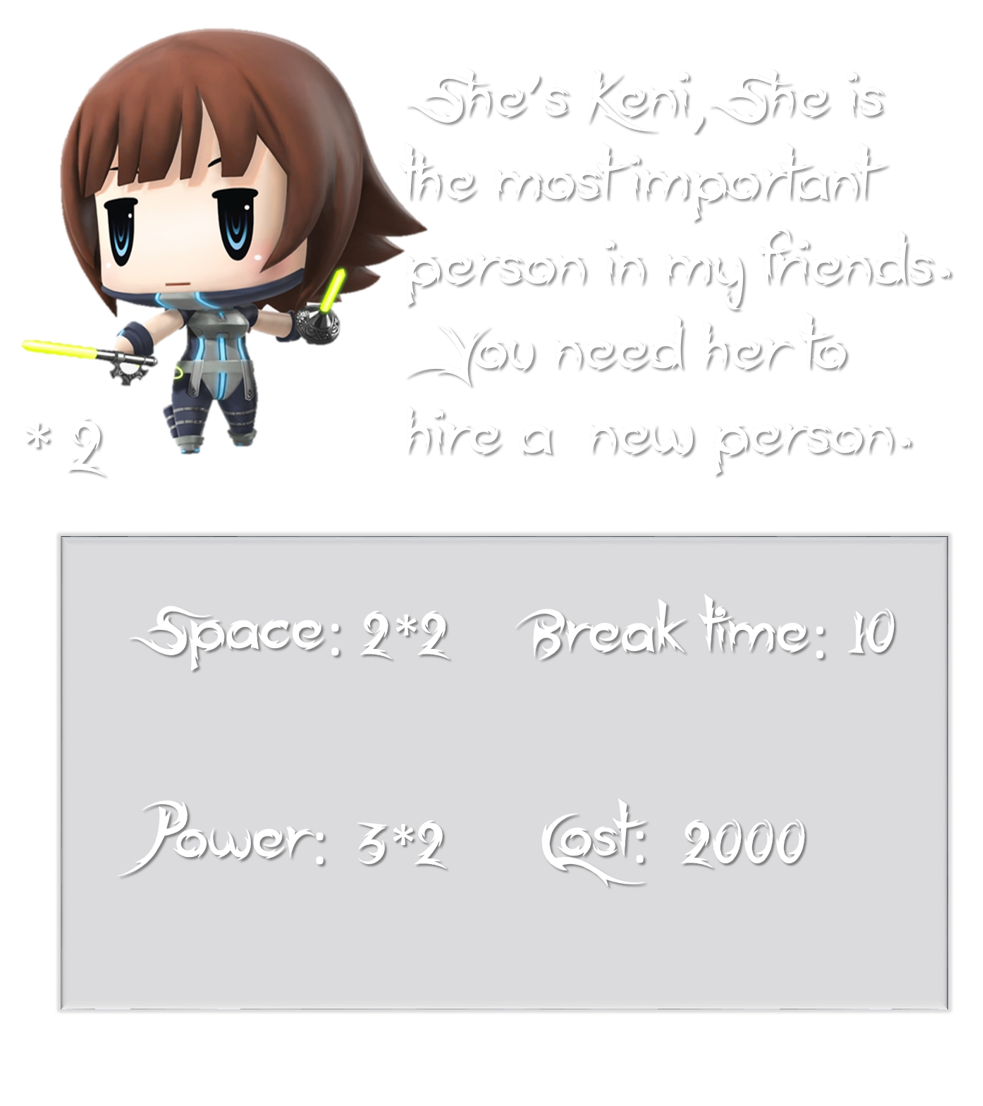 She's Keni, She is
the most important
person in my friends.
You need her to
hire a new person.
* 2
Space: 2*2
Break time: 10
Power: 3*2
Cost: 2000